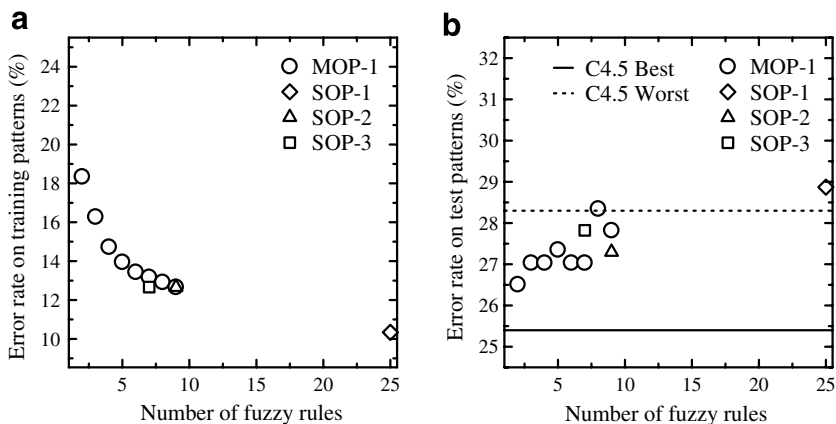 a
Error rate on training patterns (%)
24
22
20
18
16
14
12
10
5
10
15
20
25
Number of fuzzy rules
MOP-1
SOP-1
SOP-2
SOP-3
b
Error rate on test patterns (%)
32
31
30
29
28
27
26
25
5
10
15
20
25
Number of fuzzy rules
C4.5 Best
C4.5 Worst
MOP-1
SOP-1
SOP-2
SOP-3